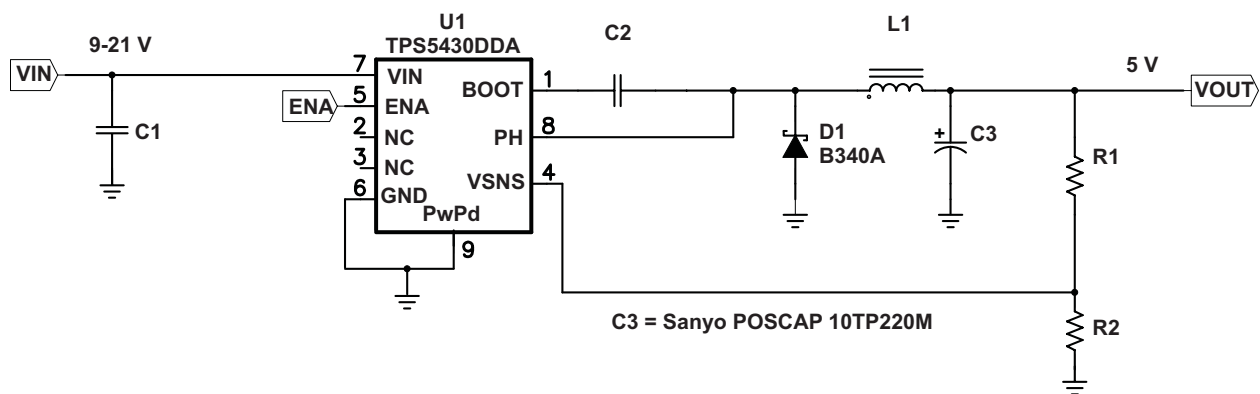 U1
TPS5430DDA
9-21 V
C2
L1
5 V
VIN
7
VIN
1
BOOT
VOUT
ENA
5
ENA
C1
2
NC
8
PH
D1
B340A
+
C3
R1
3
NC
4
VSNS
6
GND
PwPd
9
C3 = Sanyo POSCAP 10TP220M
R2